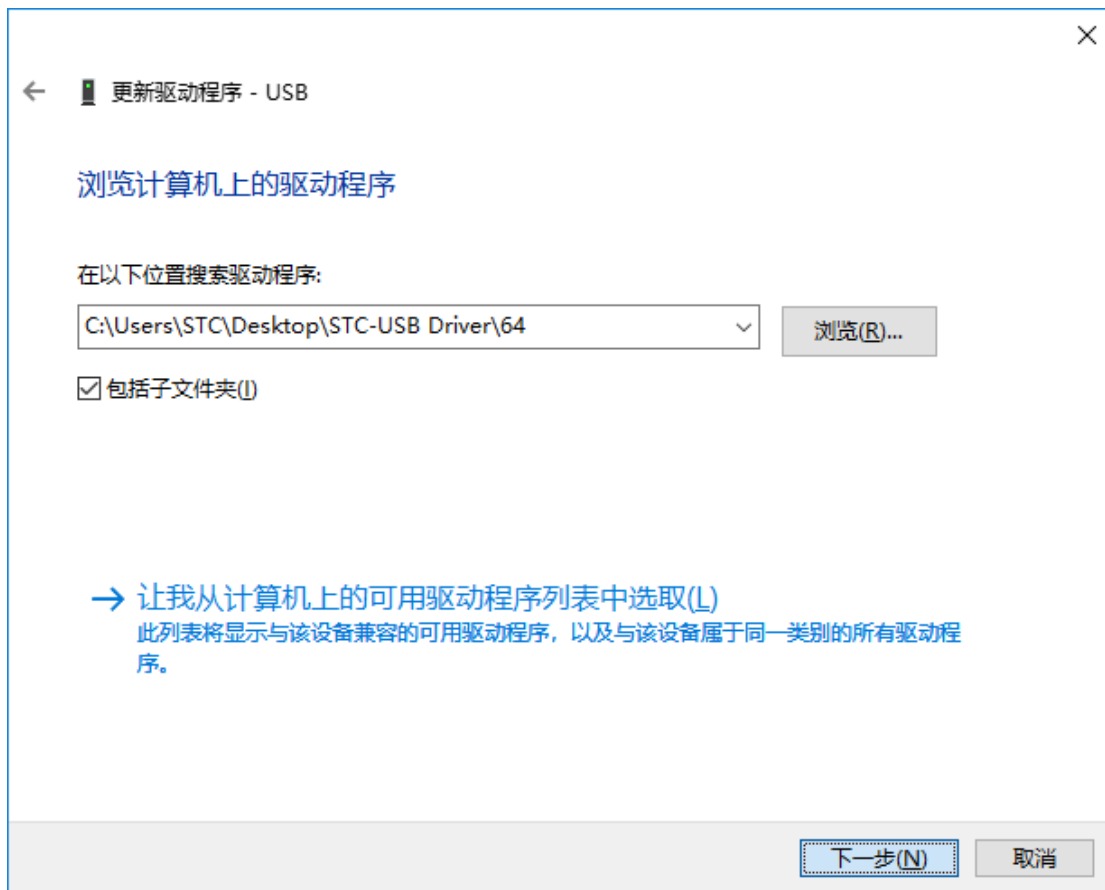 更新驱动程序 - USB
浏览计算机上的驱动程序
在以下位置搜索驱动程序:
C:\Users\STC\Desktop\STC-USB Driver\64
浏览(R)...
包括子文件夹(I)
让我从计算机上的可用驱动程序列表中选取(L)
此列表将显示与该设备兼容的可用驱动程序，以及与该设备属于同一类别的所有驱动程
序。
下一步(N)
取消